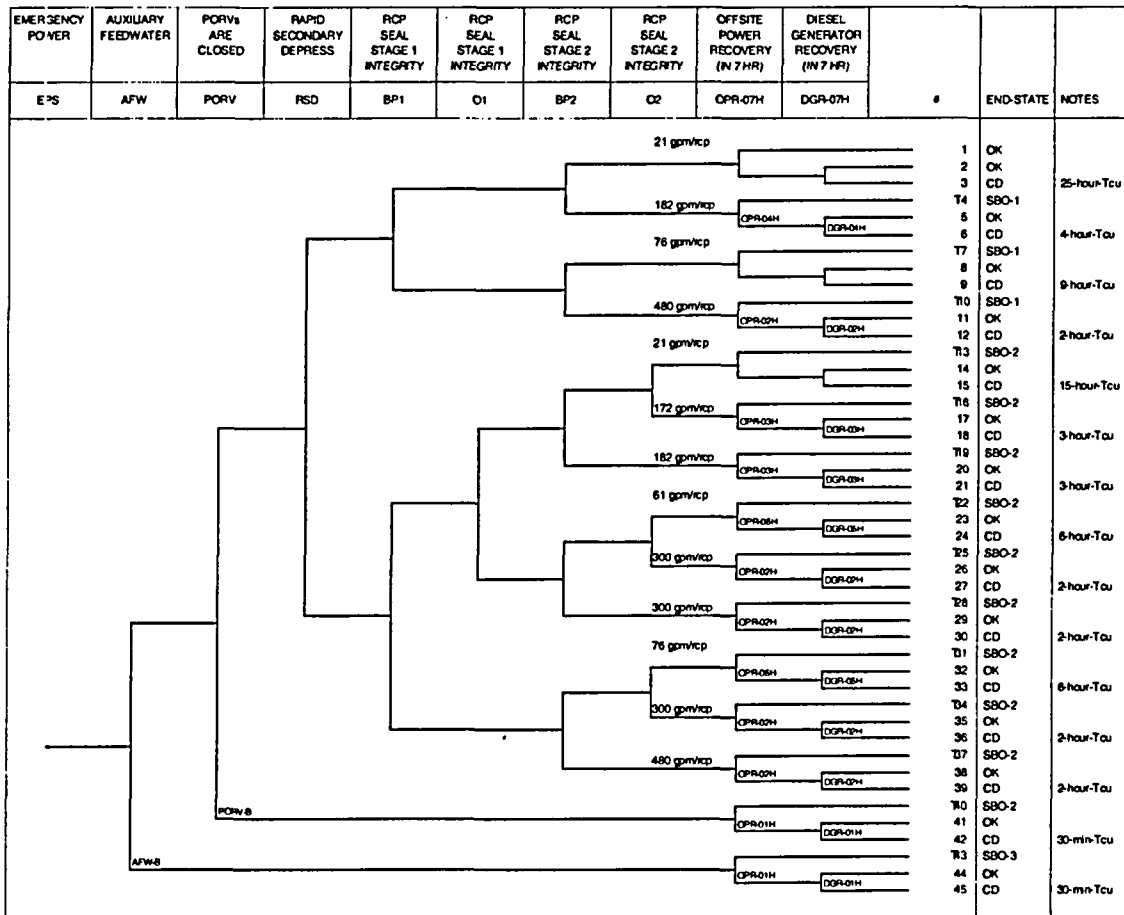 EMERGENCY POWER
AUXILIARY FEEDWATER
PORVs ARE CLOSED
RAPID SECONDARY DEPRESS
RCP SEAL STAGE 1 INTEGRITY
RCP SEAL STAGE 1 INTEGRITY
RCP SEAL STAGE 2 INTEGRITY
RCP SEAL STAGE 2 INTEGRITY
OFFSITE POWER RECOVERY (IN 7 HR)
DIESEL GENERATOR RECOVERY (IN 7 HR)
EPS AFW PORV RSD BP1 O1 BP2 O2 OPR-07H DGR-07H # END-STATE NOTES
21 gpm/rcp
1 OK
2 OK
3 CD 25-hour-Tcu
182 gpm/rcp
T4 SBO-1
OPR-04H
5 OK
DGR-04H
6 CD 4-hour-Tcu
76 gpm/rcp
T7 SBO-1
8 OK
9 CD 9-hour-Tcu
480 gpm/rcp
T10 SBO-1
OPR-02H
11 OK
DGR-02H
12 CD 2-hour-Tcu
21 gpm/rcp
T13 SBO-2
14 OK
15 CD 15-hour-Tcu
172 gpm/rcp
T16 SBO-2
OPR-03H
17 OK
DGR-03H
18 CD 3-hour-Tcu
182 gpm/rcp
T19 SBO-2
OPR-03H
20 OK
DGR-03H
21 CD 3-hour-Tcu
61 gpm/rcp
T22 SBO-2
23 OK
24 CD 6-hour-Tcu
300 gpm/rcp
T25 SBO-2
OPR-02H
26 OK
DGR-02H
27 CD 2-hour-Tcu
300 gpm/rcp
T28 SBO-2
OPR-02H
29 OK
DGR-02H
30 CD 2-hour-Tcu
76 gpm/rcp
T31 SBO-2
32 OK
33 CD 6-hour-Tcu
300 gpm/rcp
T34 SBO-2
OPR-02H
35 OK
DGR-02H
36 CD 2-hour-Tcu
480 gpm/rcp
T37 SBO-2
OPR-02H
38 OK
DGR-02H
39 CD 2-hour-Tcu
PORV-B
T40 SBO-2
OPR-01H
41 OK
DGR-01H
42 CD 30-min-Tcu
AFW-B
T43 SBO-3
OPR-01H
44 OK
DGR-01H
45 CD 30-min-Tcu